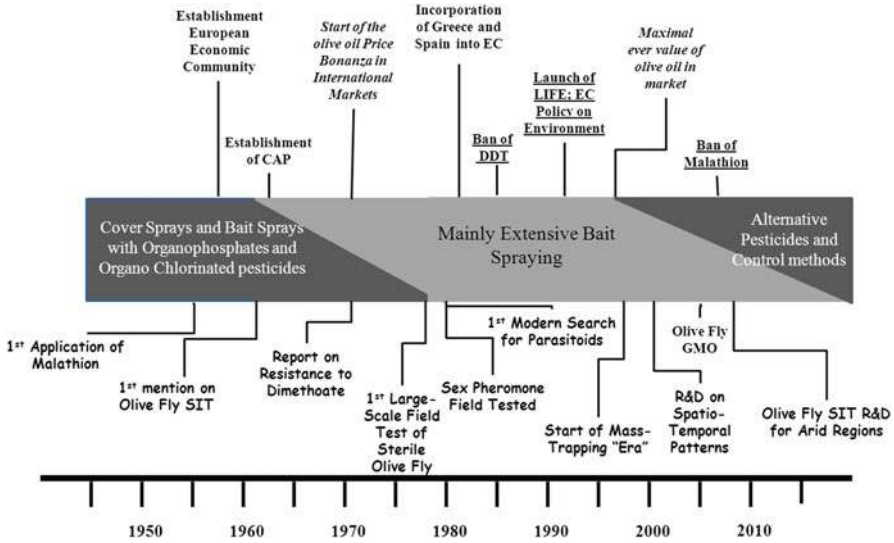 Establishment
European
Economic
Community
Establishment
of CAP
Start of the
olive oil Price
Bonanza in
International
Markets
Incorporation
of Greece and
Spain into EC
Ban of
DDT
Launch of
LIFE; EC
Policy on
Environment
Maximal
ever value of
olive oil in
market
Ban of
Malathion
Cover Sprays and Bait Sprays
with Organophosphates and
Organo Chlorinated pesticides
Mainly Extensive Bait
Spraying
Alternative
Pesticides and
Control methods
1st Application of
Malathion
1st mention on
Olive Fly SIT
Report on
Resistance to
Dimethoate
1st Large-
Scale Field
Test of
Sterile
Olive Fly
Sex Pheromone
Field Tested
1st Modern Search
for Parasitoids
Start of Mass-
Trapping “Era”
R&D on
Spatio-
Temporal
Patterns
Olive Fly
GMO
Olive Fly SIT R&D
for Arid Regions
1950 1960 1970 1980 1990 2000 2010